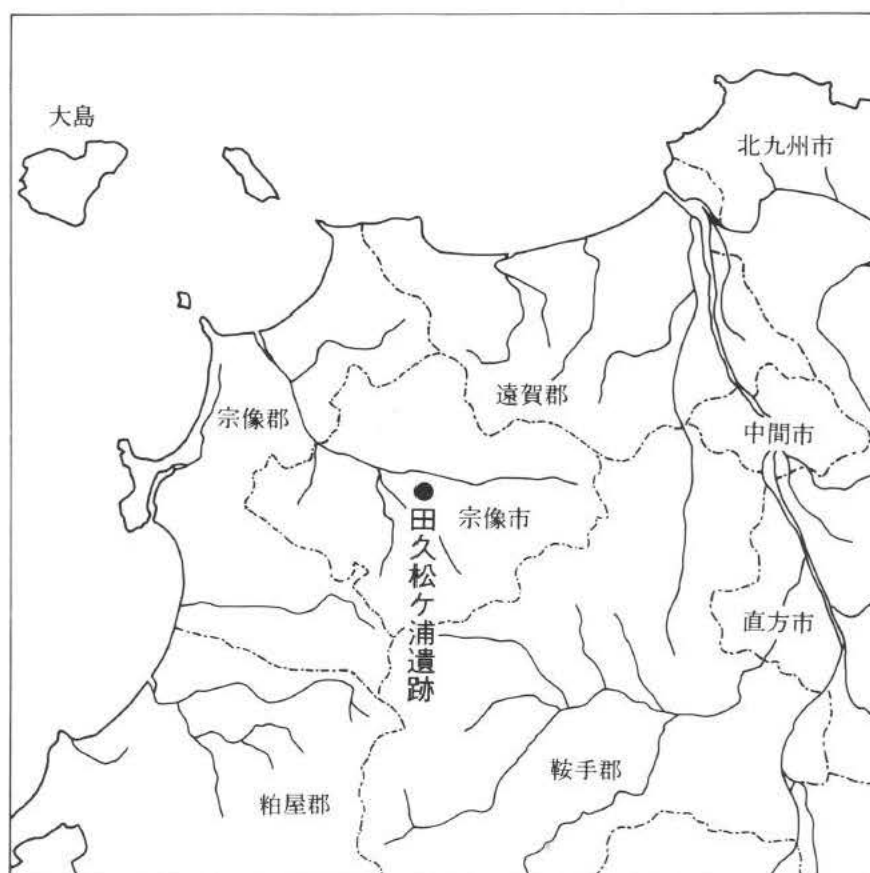 大島
北九州市
遠賀郡
宗像郡
中間市
宗像市
田久松ケ浦遺跡
直方市
鞍手郡
粕屋郡